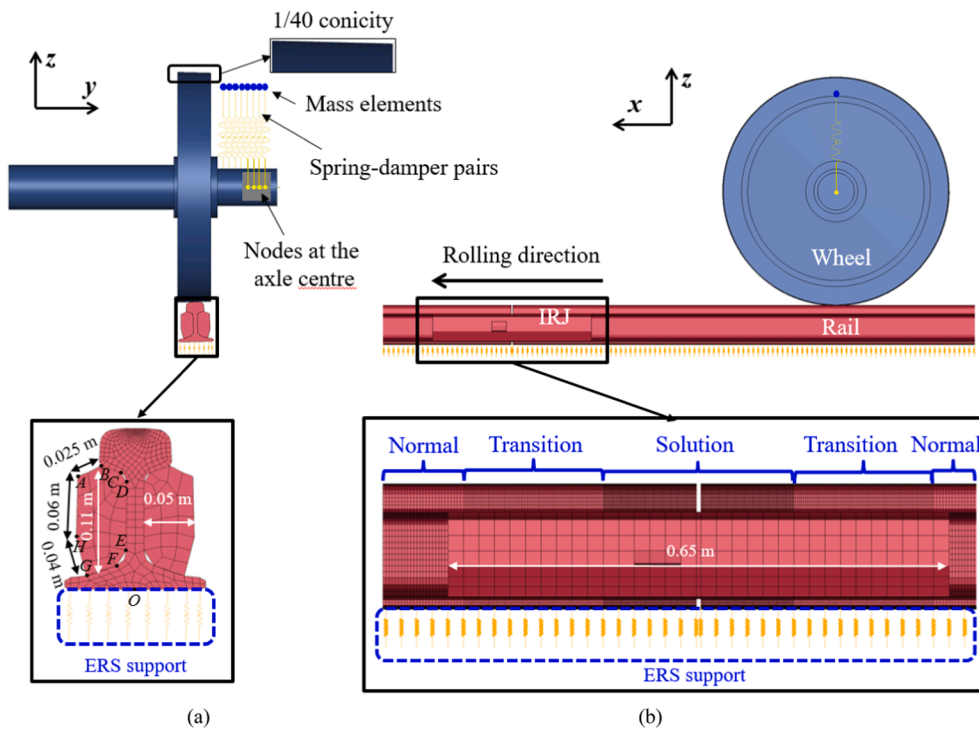 1/40 conicity
z
y
Mass elements
Spring-damper pairs
Nodes at the
axle centre
z
x
Wheel
Rolling direction
IRJ
Rail
0.025 m
A
B
C
D
0.06 m
0.11 m
0.05 m
H
E
F
G
0.04 m
O
ERS support
Normal
Transition
Solution
Transition
Normal
0.65 m
ERS support
(a)
(b)